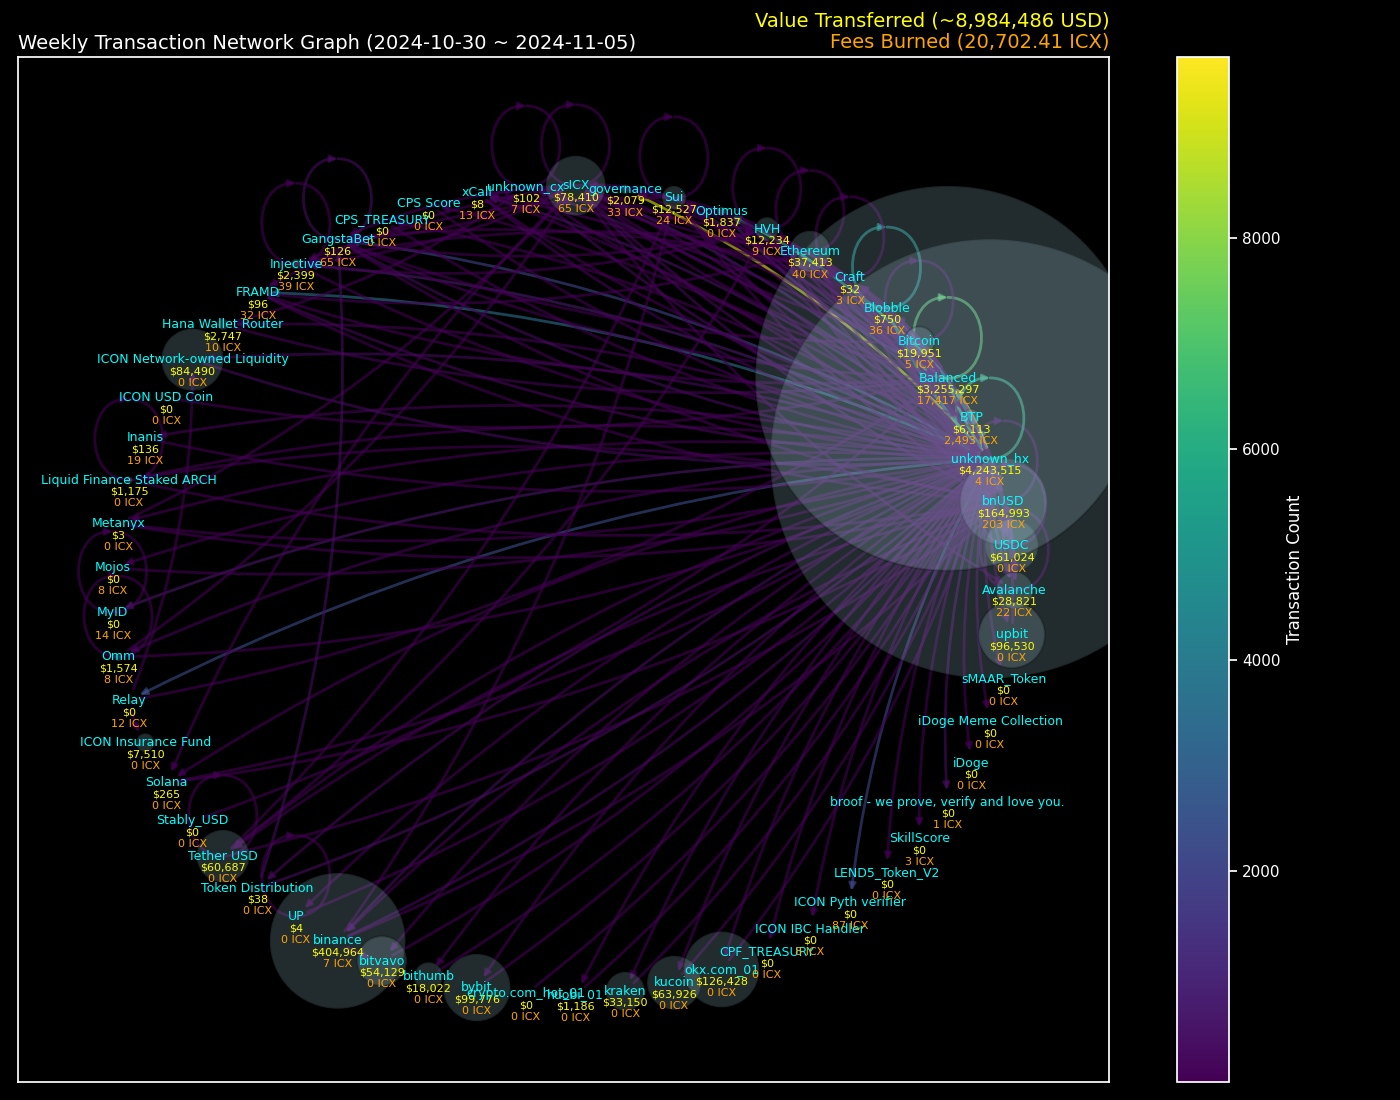 Value Transferred (~8,984,486 USD)
Weekly Transaction Network Graph (2024-10-30 ~ 2024-11-05)
Fees Burned (20,702.41 ICX)
unknown_cx
$102
7 ICX
sICX
$78,410
65 ICX
governance
$2,079
33 ICX
Sui
$12,527
24 ICX
Optimus
$1,837
0 ICX
HVH
$12,234
9 ICX
Ethereum
$37,413
40 ICX
Craft
$32
3 ICX
Blobble
$750
36 ICX
Bitcoin
$19,951
5 ICX
Balanced
$3,255,297
17,417 ICX
BTP
$6,113
2,493 ICX
unknown_hx
$4,243,515
4 ICX
bnUSD
$164,993
203 ICX
USDC
$61,024
0 ICX
Avalanche
$28,821
22 ICX
upbit
$96,530
0 ICX
sMAAR_Token
$0
0 ICX
iDoge Meme Collection
$0
0 ICX
iDoge
$0
0 ICX
broof - we prove, verify and love you.
$0
1 ICX
SkillScore
$0
3 ICX
LEND5_Token_V2
$0
0 ICX
ICON Pyth verifier
$0
87 ICX
ICON IBC Handler
$0
ICX
CPF_TREASURY
$0
0 ICX
okx.com_01
$126,428
0 ICX
kucoin
$63,926
0 ICX
kraken
$33,150
0 ICX
huobi_01
$1,186
0 ICX
crypto.com_hot_01
$0
0 ICX
bybit
$99,776
0 ICX
bithumb
$18,022
0 ICX
bitvavo
$54,129
0 ICX
binance
$404,964
7 ICX
UP
$4
0 ICX
Token Distribution
$38
0 ICX
Tether USD
$60,687
0 ICX
Stably_USD
$0
0 ICX
Solana
$265
0 ICX
ICON Insurance Fund
$7,510
0 ICX
Relay
$0
12 ICX
Omm
$1,574
8 ICX
MyID
$0
14 ICX
Mojos
$0
8 ICX
Metanyx
$3
0 ICX
Liquid Finance Staked ARCH
$1,175
0 ICX
Inanis
$136
19 ICX
ICON USD Coin
$0
0 ICX
ICON Network-owned Liquidity
$84,490
0 ICX
Hana Wallet Router
$2,747
10 ICX
FRAMD
$96
32 ICX
Injective
$2,399
39 ICX
GangstaBet
$126
65 ICX
CPS_TREASURY
$0
0 ICX
CPS Score
$0
0 ICX
xCall
$8
13 ICX
8000
6000
4000
2000
Transaction Count